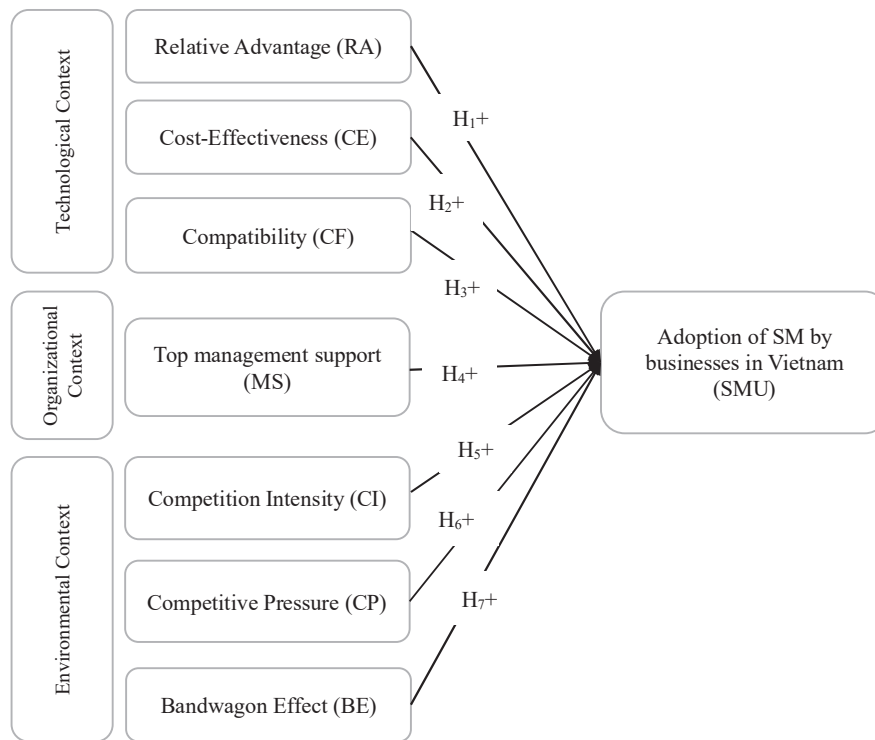 Technological Context
Relative Advantage (RA)
Cost-Effectiveness (CE)
Compatibility (CF)
Organizational
Context
Top management support
(MS)
Environmental Context
Competition Intensity (CI)
Competitive Pressure (CP)
Bandwagon Effect (BE)
H₁+
H₂+
H₃+
H₄+
H₅+
H₆+
H₇+
Adoption of SM by
businesses in Vietnam
(SMU)